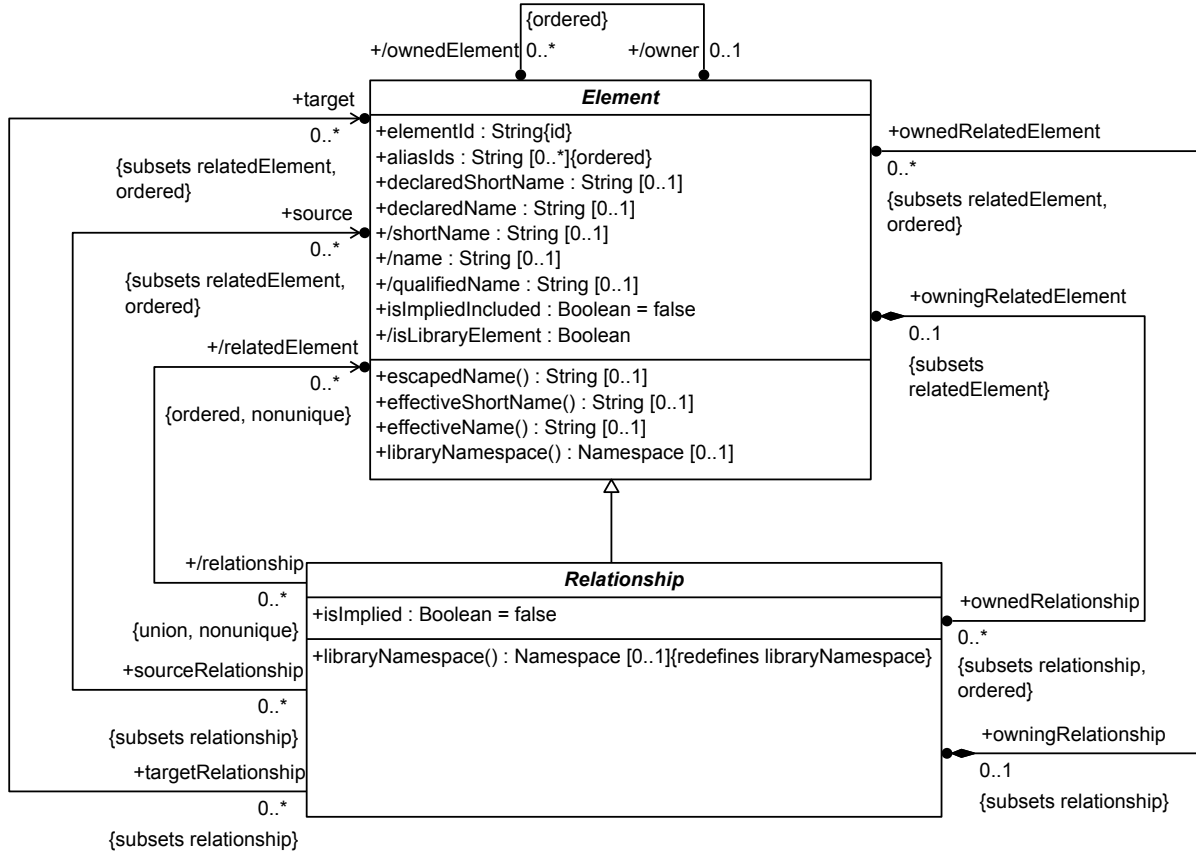 {ordered}
+/ownedElement 0..*
+/owner 0..1
Element
+elementId : String{id}
+aliasIds : String [0..*]{ordered}
+declaredShortName : String [0..1]
+declaredName : String [0..1]
+/shortName : String [0..1]
+/name : String [0..1]
+/qualifiedName : String [0..1]
+isImpliedIncluded : Boolean = false
+/isLibraryElement : Boolean
+escapedName() : String [0..1]
+effectiveShortName() : String [0..1]
+effectiveName() : String [0..1]
+libraryNamespace() : Namespace [0..1]
+target
0..*
{subsets relatedElement,
ordered}
+source
0..*
{subsets relatedElement,
ordered}
+/relatedElement
0..*
{ordered, nonunique}
+ownedRelatedElement
0..*
{subsets relatedElement,
ordered}
+owningRelatedElement
0..1
{subsets
relatedElement}
+/relationship
0..*
{union, nonunique}
+sourceRelationship
0..*
{subsets relationship}
+targetRelationship
0..*
{subsets relationship}
Relationship
+isImplied : Boolean = false
+libraryNamespace() : Namespace [0..1]{redefines libraryNamespace}
+ownedRelationship
0..*
{subsets relationship,
ordered}
+owningRelationship
0..1
{subsets relationship}